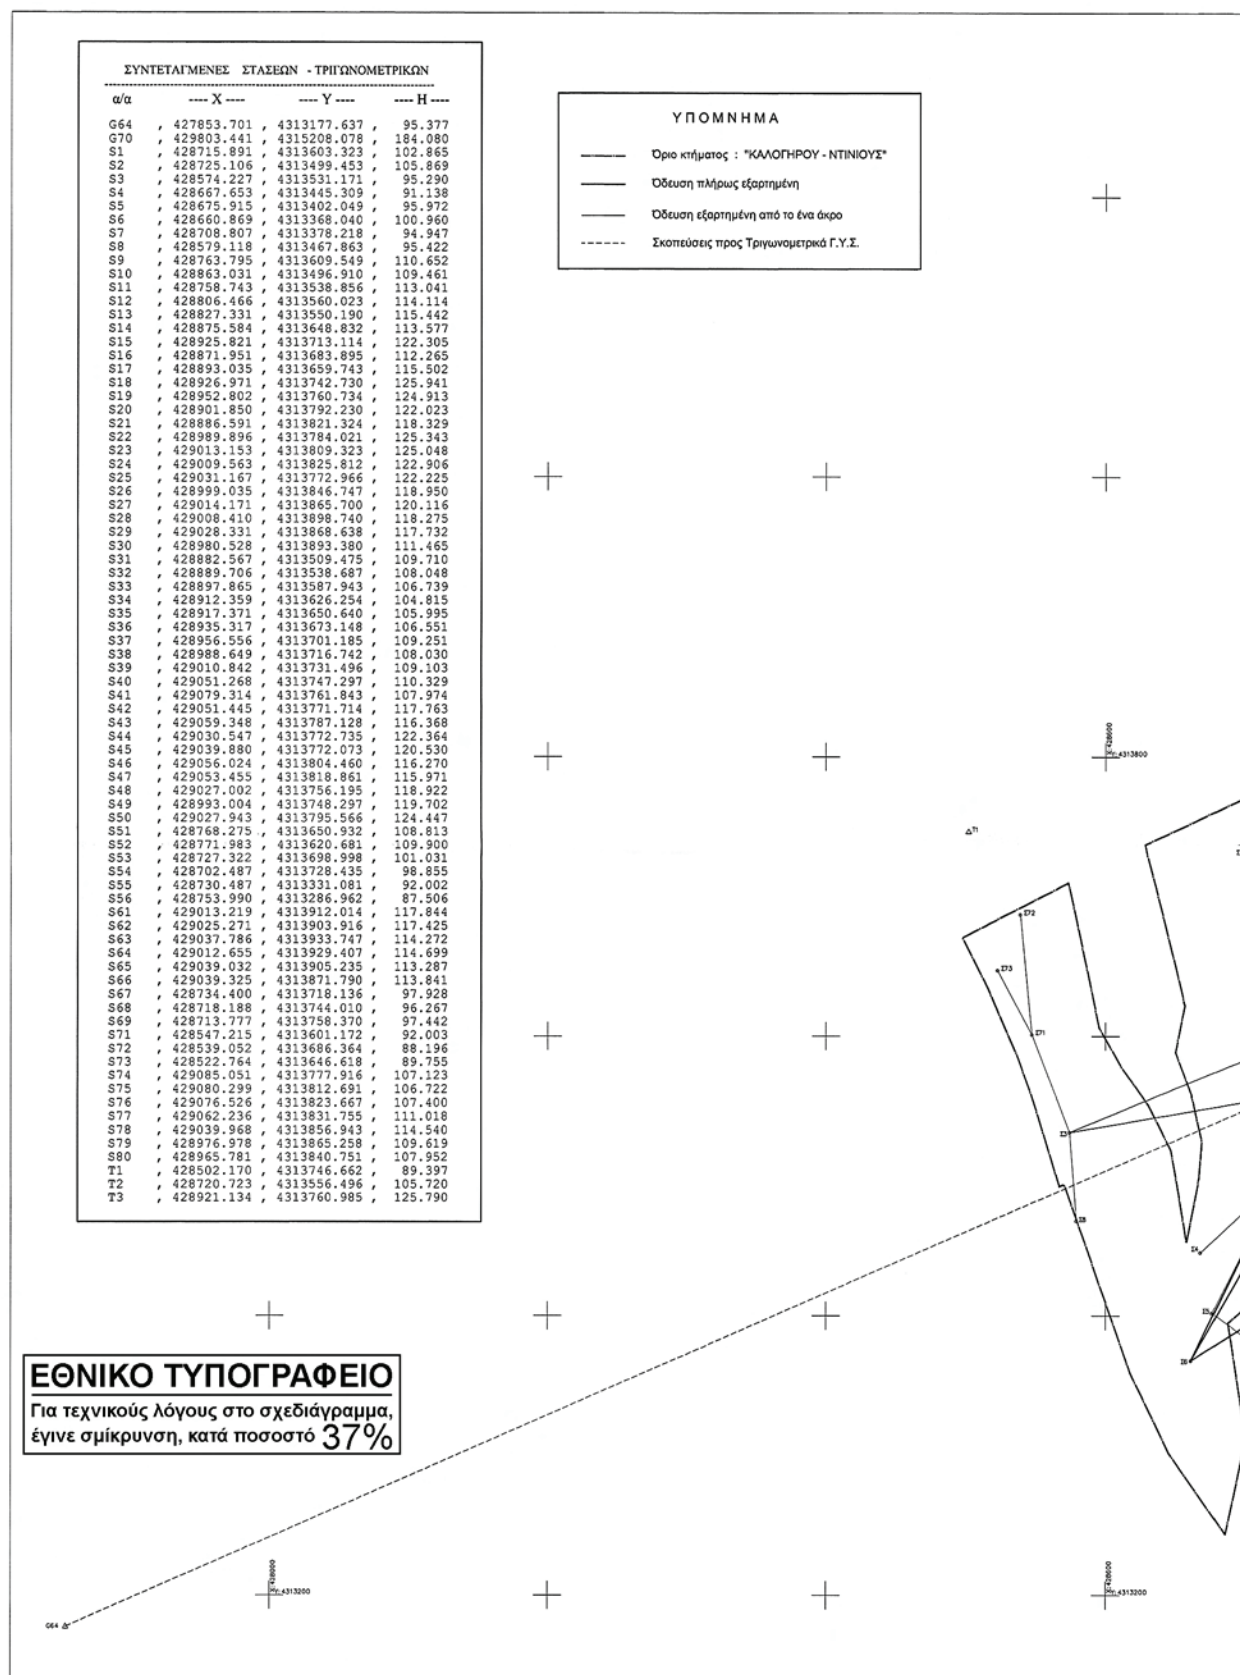 ΣΥΝΤΕΤΑΓΜΕΝΕΣ ΣΤΑΣΕΩΝ - ΤΡΙΓΩΝΟΜΕΤΡΙΚΩΝ
α/α ---- X ---- ---- Y ---- ---- H ----
G64 , 427853.701 , 4313177.637 , 95.377
G70 , 429803.441 , 4315208.078 , 184.080
S1 , 428715.891 , 4313603.323 , 102.865
S2 , 428725.106 , 4313499.453 , 105.869
S3 , 428574.227 , 4313531.171 , 95.290
S4 , 428667.653 , 4313445.309 , 91.138
S5 , 428675.915 , 4313402.049 , 95.972
S6 , 428660.869 , 4313368.040 , 100.960
S7 , 428708.807 , 4313378.218 , 94.947
S8 , 428579.118 , 4313467.863 , 95.422
S9 , 428763.795 , 4313609.549 , 110.652
S10 , 428863.031 , 4313496.910 , 109.461
S11 , 428758.743 , 4313538.856 , 113.041
S12 , 428806.466 , 4313560.023 , 114.114
S13 , 428827.331 , 4313550.190 , 115.442
S14 , 428875.584 , 4313648.832 , 113.577
S15 , 428925.821 , 4313713.114 , 122.305
S16 , 428871.951 , 4313683.895 , 112.265
S17 , 428893.035 , 4313659.743 , 115.502
S18 , 428926.971 , 4313742.730 , 125.941
S19 , 428952.802 , 4313760.734 , 124.913
S20 , 428901.850 , 4313792.230 , 122.023
S21 , 428886.591 , 4313821.324 , 118.329
S22 , 428989.896 , 4313784.021 , 125.343
S23 , 429013.153 , 4313809.323 , 125.048
S24 , 429009.563 , 4313825.812 , 122.906
S25 , 429031.167 , 4313772.966 , 122.225
S26 , 428999.035 , 4313846.747 , 118.950
S27 , 429014.171 , 4313865.700 , 120.116
S28 , 429008.410 , 4313898.740 , 118.275
S29 , 429028.331 , 4313868.638 , 117.732
S30 , 428980.528 , 4313893.380 , 111.465
S31 , 428882.567 , 4313509.475 , 109.710
S32 , 428889.706 , 4313538.687 , 108.048
S33 , 428897.865 , 4313587.943 , 106.739
S34 , 428912.359 , 4313626.254 , 104.815
S35 , 428917.371 , 4313650.640 , 105.995
S36 , 428935.317 , 4313673.148 , 106.551
S37 , 428956.556 , 4313701.185 , 109.251
S38 , 428988.649 , 4313716.742 , 108.030
S39 , 429010.842 , 4313731.496 , 109.103
S40 , 429051.268 , 4313747.297 , 110.329
S41 , 429079.314 , 4313761.843 , 107.974
S42 , 429051.445 , 4313771.714 , 117.763
S43 , 429059.348 , 4313787.128 , 116.368
S44 , 429030.547 , 4313772.735 , 122.364
S45 , 429039.880 , 4313772.073 , 120.530
S46 , 429056.024 , 4313804.460 , 116.270
S47 , 429053.455 , 4313818.861 , 115.971
S48 , 429027.002 , 4313756.195 , 118.922
S49 , 428993.004 , 4313748.297 , 119.702
S50 , 429027.943 , 4313795.566 , 124.447
S51 , 428768.275 , 4313650.932 , 108.813
S52 , 428771.983 , 4313620.681 , 109.900
S53 , 428727.322 , 4313698.998 , 101.031
S54 , 428702.487 , 4313728.435 , 98.855
S55 , 428730.487 , 4313331.081 , 92.002
S56 , 428753.990 , 4313286.962 , 87.506
S61 , 429013.219 , 4313912.014 , 117.844
S62 , 429025.271 , 4313903.916 , 117.425
S63 , 429037.786 , 4313933.747 , 114.272
S64 , 429012.655 , 4313929.407 , 114.699
S65 , 429039.032 , 4313905.235 , 113.287
S66 , 429039.325 , 4313871.790 , 113.841
S67 , 428734.400 , 4313718.136 , 97.928
S68 , 428718.188 , 4313744.010 , 96.267
S69 , 428713.777 , 4313758.370 , 97.442
S71 , 428547.215 , 4313601.172 , 92.003
S72 , 428539.052 , 4313686.364 , 88.196
S73 , 428522.764 , 4313646.618 , 89.755
S74 , 429085.051 , 4313777.916 , 107.123
S75 , 429080.299 , 4313812.691 , 106.722
S76 , 429076.526 , 4313823.667 , 107.400
S77 , 429062.236 , 4313831.755 , 111.018
S78 , 429039.968 , 4313856.943 , 114.540
S79 , 428976.978 , 4313865.258 , 109.619
S80 , 428965.781 , 4313840.751 , 107.952
T1 , 428502.170 , 4313746.662 , 89.397
T2 , 428720.723 , 4313556.496 , 105.720
T3 , 428921.134 , 4313760.985 , 125.790
ΥΠΟΜΝΗΜΑ
Όριο κτήματος : "ΚΑΛΟΓΗΡΟΥ - ΝΤΙΝΙΟΥΣ"
Όδευση πλήρως εξαρτημένη
Όδευση εξαρτημένη από το ένα άκρο
Σκοπεύσεις προς Τριγωνομετρικά Γ.Υ.Σ.
X:428600
Y:4313800
T1
Σ72
Σ73
Σ71
Σ3
Σ8
Σ4
Σ5
Σ6
ΕΘΝΙΚΟ ΤΥΠΟΓΡΑΦΕΙΟ
Για τεχνικούς λόγους στο σχεδιάγραμμα,
έγινε σμίκρυνση, κατά ποσοστό 37%
X:428000
Y:4313200
X:428600
Y:4313200
G64